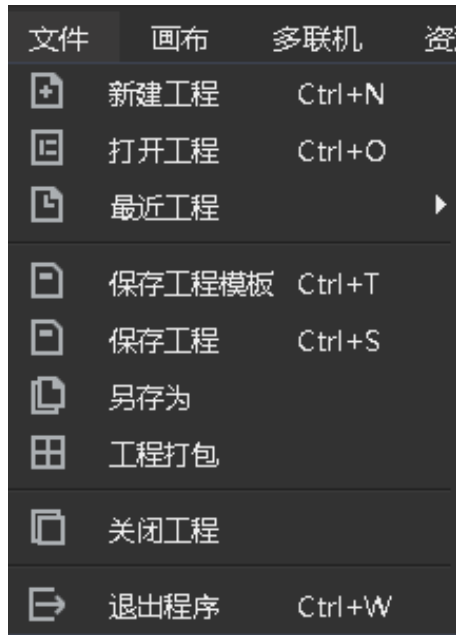 文件 画布 多联机
新建工程 Ctrl+N
打开工程 Ctrl+O
最近工程
保存工程模板 Ctrl+T
保存工程 Ctrl+S
另存为
工程打包
关闭工程
退出程序 Ctrl+W